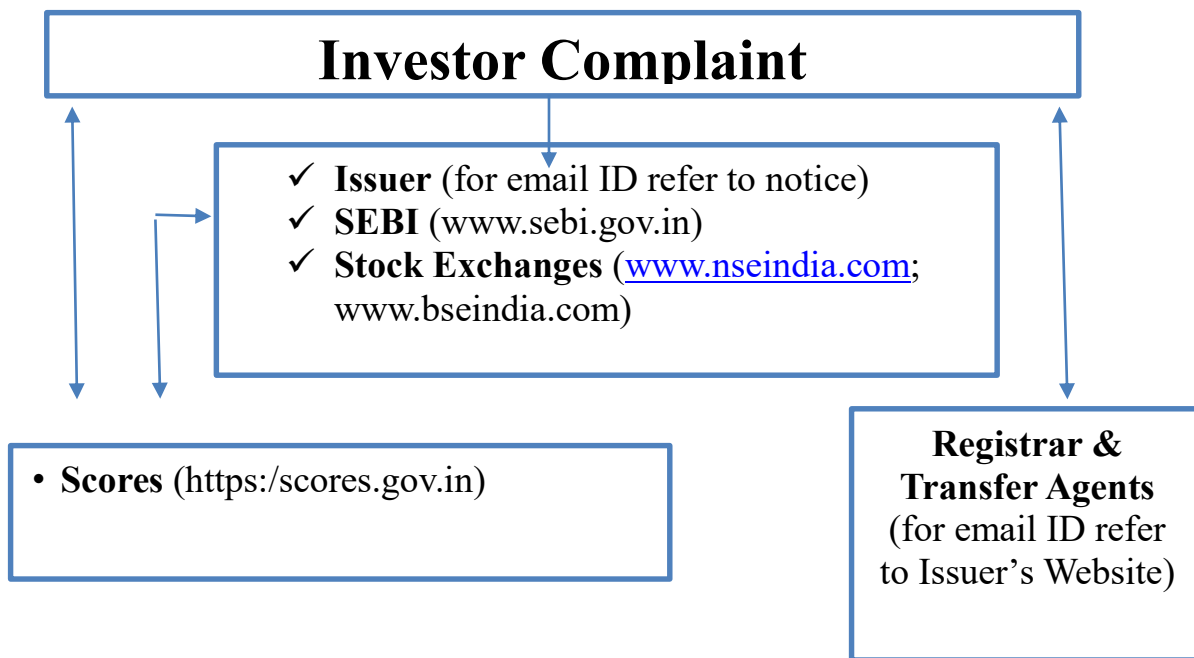 Investor Complaint
✓ Issuer (for email ID refer to notice)
✓ SEBI (www.sebi.gov.in)
✓ Stock Exchanges (www.nseindia.com;
www.bseindia.com)
• Scores (https:/scores.gov.in)
Registrar &
Transfer Agents
(for email ID refer
to Issuer’s Website)